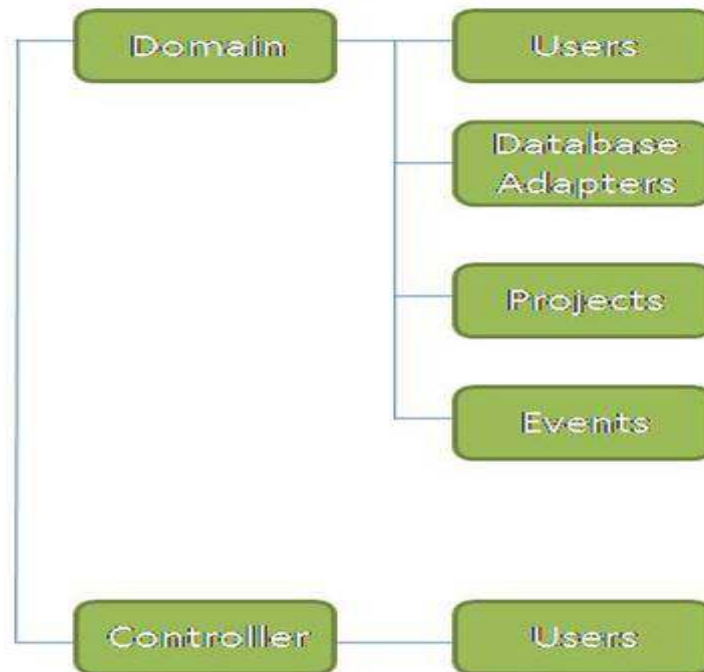 Domain
Users
Database
Adapters
Projects
Events
Controller
Users